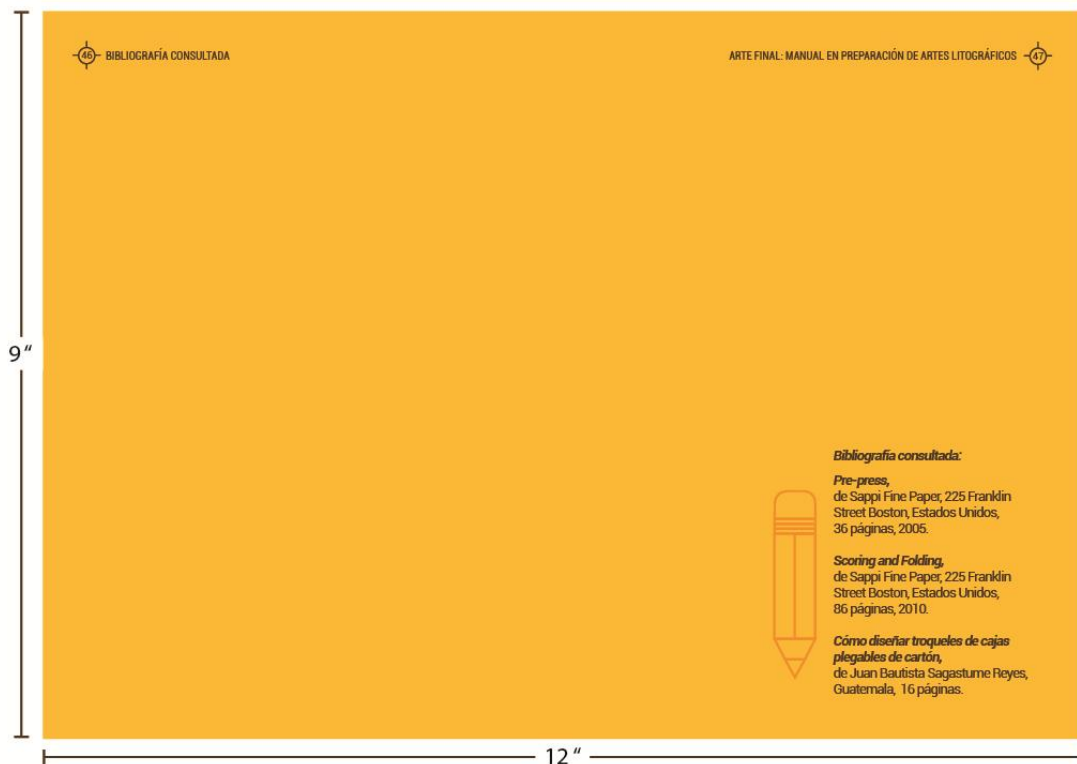 46 BIBLIOGRAFÍA CONSULTADA
ARTE FINAL: MANUAL EN PREPARACIÓN DE ARTES LITOGRÁFICOS 47
9“
Bibliografía consultada:
Pre-press,
de Sappi Fine Paper, 225 Franklin
Street Boston, Estados Unidos,
36 páginas, 2005.
Scoring and Folding,
de Sappi Fine Paper, 225 Franklin
Street Boston, Estados Unidos,
86 páginas, 2010.
Cómo diseñar troqueles de cajas
plegables de cartón,
de Juan Bautista Sagastume Reyes,
Guatemala, 16 páginas.
12“